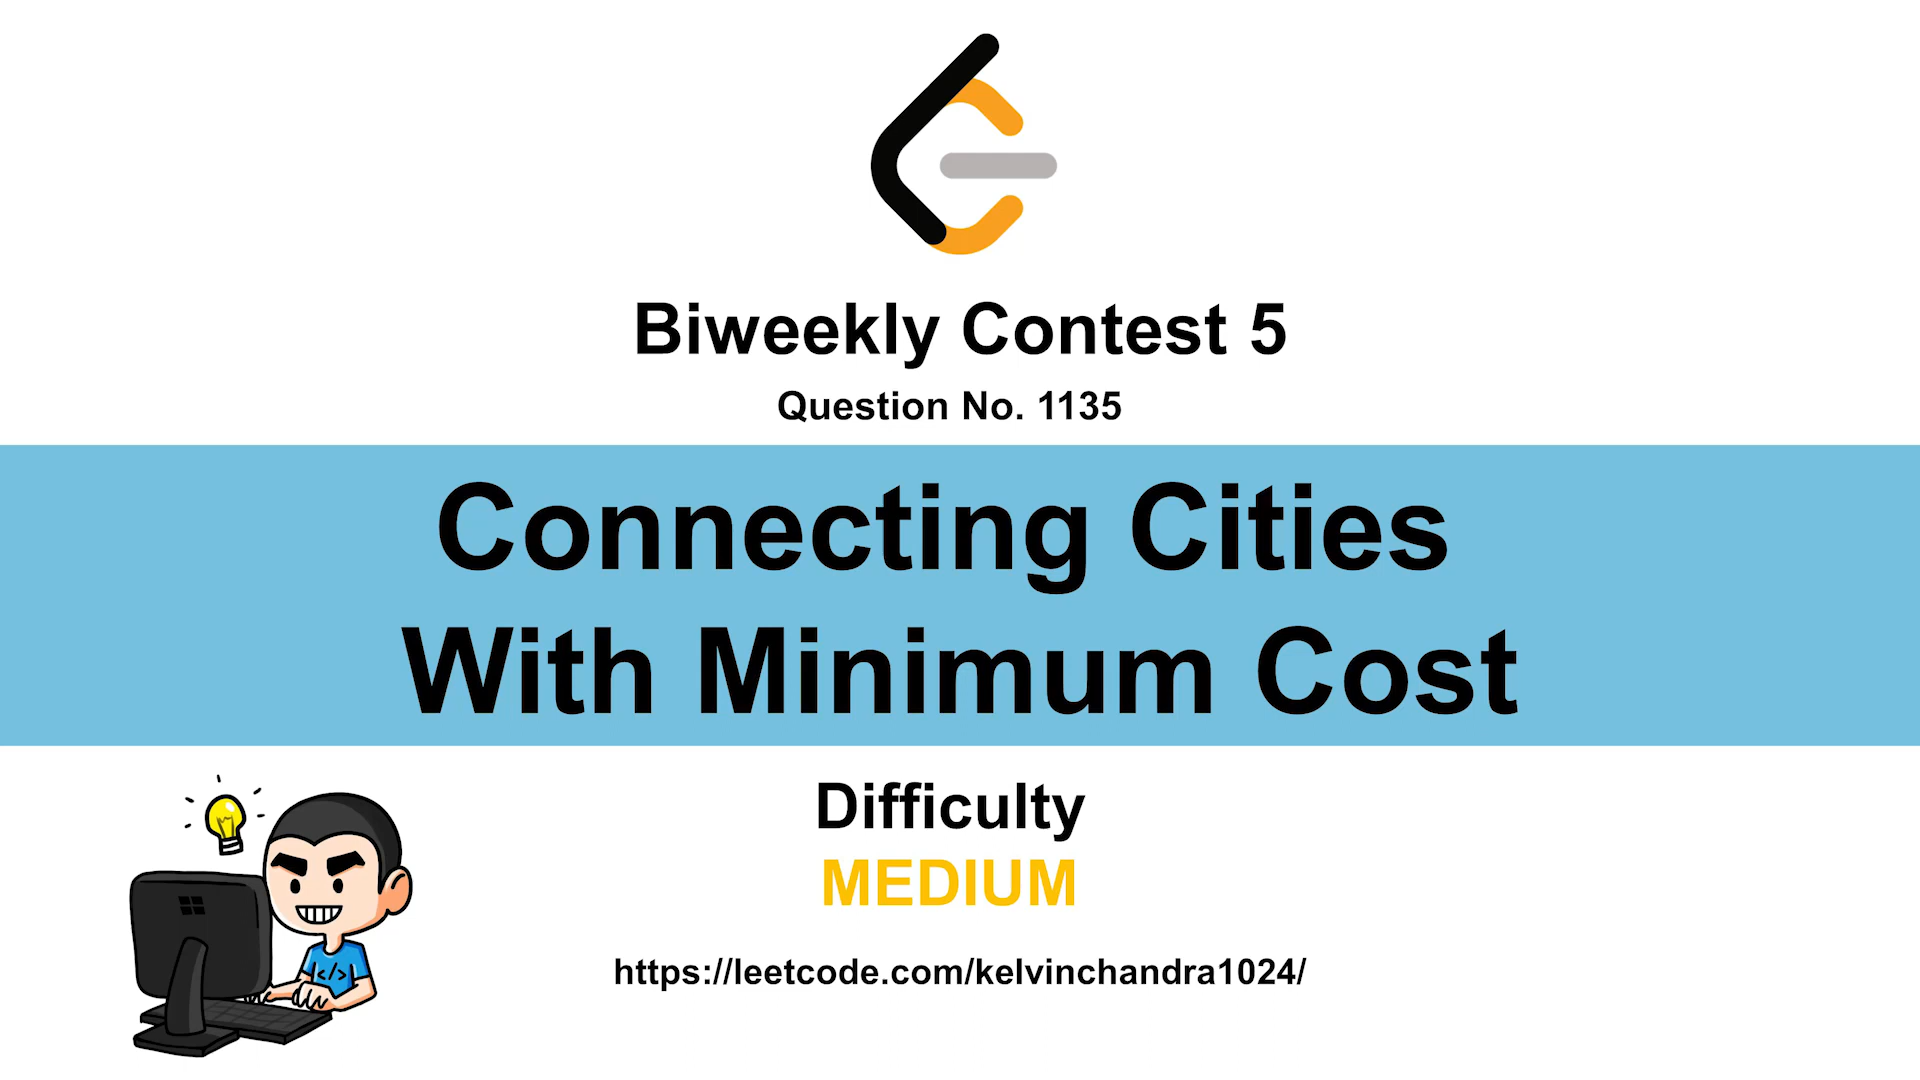 Biweekly Contest 5
Question No. 1135
Connecting Cities
With Minimum Cost
Difficulty
MEDIUM
</>
https://leetcode.com/kelvinchandra1024/